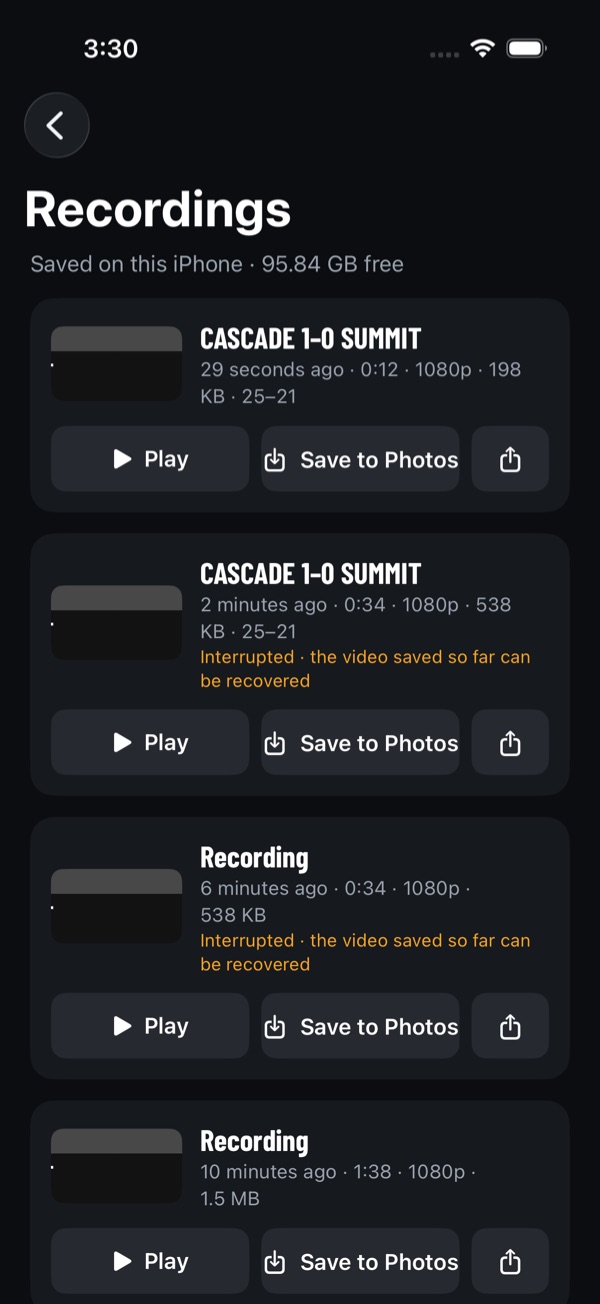 3:30
Recordings
Saved on this iPhone · 95.84 GB free
CASCADE 1–0 SUMMIT
29 seconds ago · 0:12 · 1080p · 198
KB · 25–21
Play
Save to Photos
CASCADE 1–0 SUMMIT
2 minutes ago · 0:34 · 1080p · 538
KB · 25–21
Interrupted · the video saved so far can
be recovered
Play
Save to Photos
Recording
6 minutes ago · 0:34 · 1080p ·
538 KB
Interrupted · the video saved so far can
be recovered
Play
Save to Photos
Recording
10 minutes ago · 1:38 · 1080p ·
1.5 MB
Play
Save to Photos